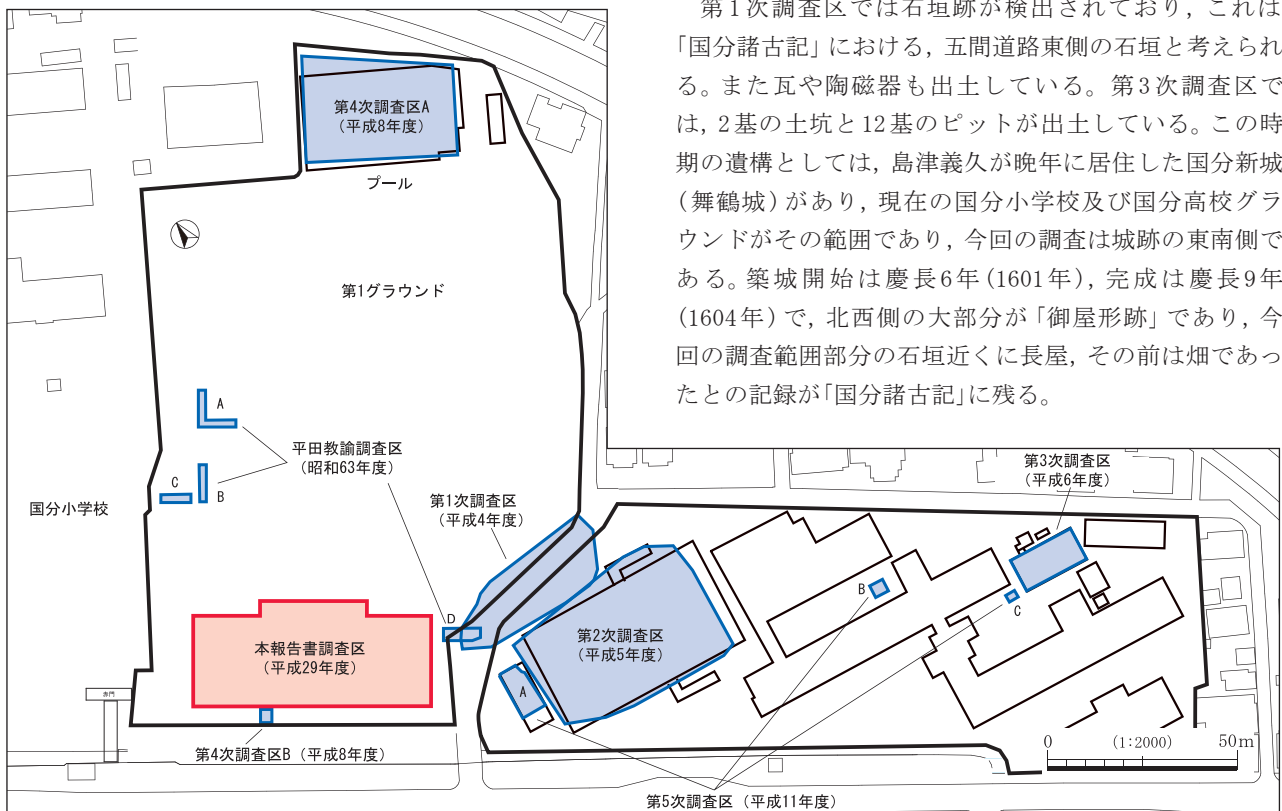 第1次調査区では石垣跡が検出されており，これは
「国分諸古記」における，五間道路東側の石垣と考えられ
る。また瓦や陶磁器も出土している。第3次調査区で
は，2基の土坑と12基のピットが出土している。この時
期の遺構としては，島津義久が晩年に居住した国分新城
（舞鶴城）があり，現在の国分小学校及び国分高校グラ
ウンドがその範囲であり，今回の調査は城跡の東南側で
ある。築城開始は慶長6年（1601年），完成は慶長9年
（1604年）で，北西側の大部分が「御屋形跡」であり，今
回の調査範囲部分の石垣近くに長屋，その前は畑であっ
たとの記録が「国分諸古記」に残る。
第4次調査区A
（平成8年度）
プール
第1グラウンド
A
平田教諭調査区
（昭和63年度）
C
B
国分小学校
第1次調査区
（平成4年度）
第3次調査区
（平成6年度）
B
C
D
第2次調査区
（平成5年度）
本報告書調査区
（平成29年度）
A
赤門
第4次調査区B（平成8年度）
0 （1:2000） 50m
第5次調査区（平成11年度）